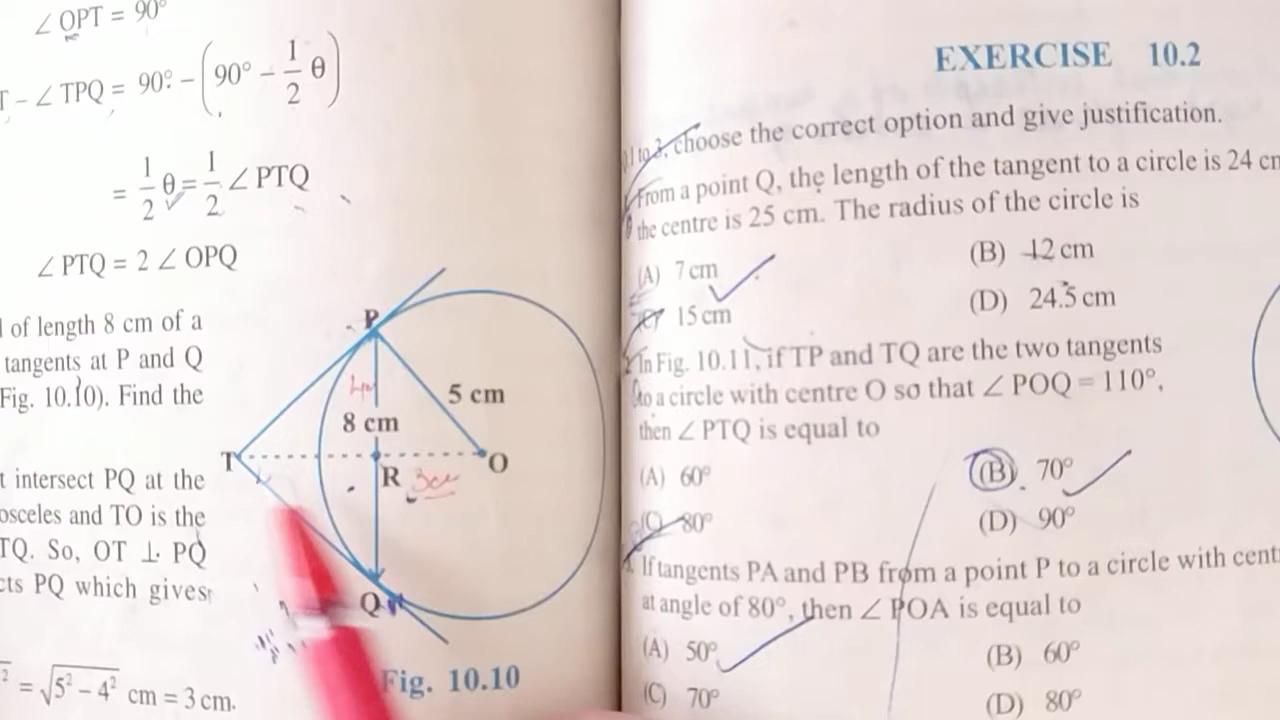 ∠ OPT = 90°
T – ∠ TPQ = 90° – (90° – 1/2 θ)
= 1/2 θ = 1/2 ∠ PTQ
∠ PTQ = 2 ∠ OPQ
of length 8 cm of a
tangents at P and Q
Fig. 10.10). Find the
t intersect PQ at the
osceles and TO is the
TQ. So, OT ⊥ PQ
cts PQ which gives
= √5² – 4² cm = 3 cm.
P
4
5 cm
8 cm
T
R 3cm
O
Q
Fig. 10.10
EXERCISE 10.2
1 to 3, choose the correct option and give justification.
From a point Q, the length of the tangent to a circle is 24 cm
the centre is 25 cm. The radius of the circle is
(A) 7 cm
(B) 12 cm
(C) 15 cm
(D) 24.5 cm
In Fig. 10.11, if TP and TQ are the two tangents
to a circle with centre O so that ∠ POQ = 110°,
then ∠ PTQ is equal to
(A) 60°
(B) 70°
(C) 80°
(D) 90°
If tangents PA and PB from a point P to a circle with cent
at angle of 80°, then ∠ POA is equal to
(A) 50°
(B) 60°
(C) 70°
(D) 80°